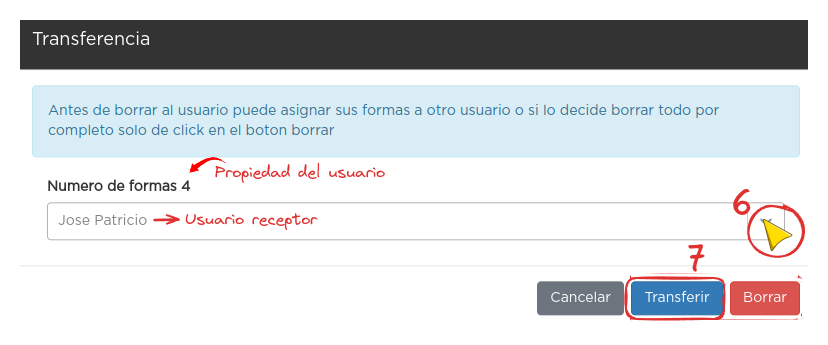 Transferencia
Antes de borrar al usuario puede asignar sus formas a otro usuario o si lo decide borrar todo por
completo solo de click en el boton borrar
Propiedad del usuario
Numero de formas 4
6
Jose Patricio Usuario receptor
7
Cancelar Transferir Borrar